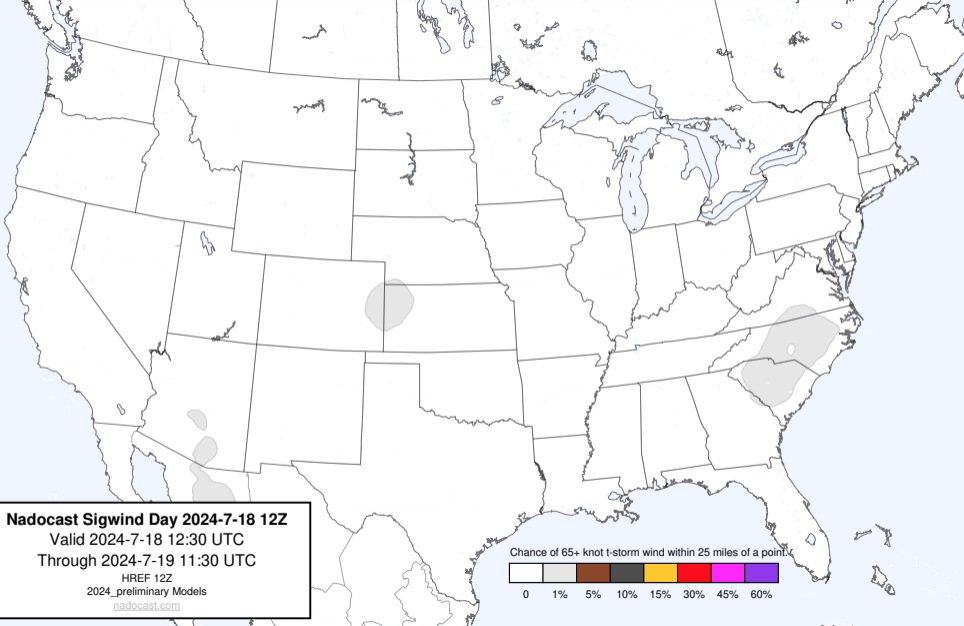 Nadocast Sigwind Day 2024-7-18 12Z
Valid 2024-7-18 12:30 UTC
Through 2024-7-19 11:30 UTC
HREF 12Z
2024_preliminary Models
nadocast.com
Chance of 65+ knot t-storm wind within 25 miles of a point.
0 1% 5% 10% 15% 30% 45% 60%